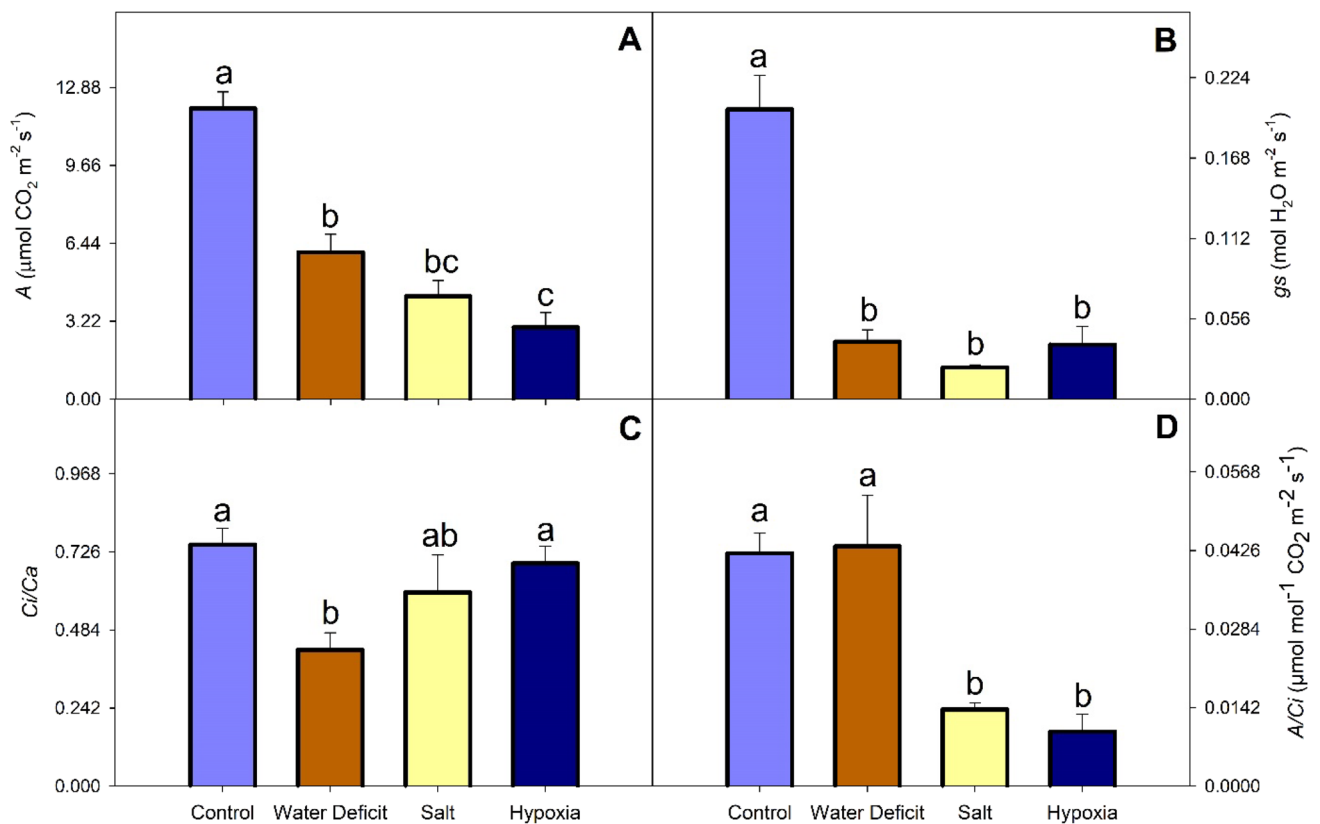 A
B
a
a
12.88
0.224
9.66
0.168
A (μmol CO₂ m⁻² s⁻¹)
gs (mol H₂O m⁻² s⁻¹)
b
6.44
0.112
bc
c
b
b
b
3.22
0.056
0.00
0.000
C
D
0.968
0.0568
a
ab
a
a
a
0.726
0.0426
Ci/Ca
A/Ci (μmol mol⁻¹ CO₂ m⁻² s⁻¹)
b
0.484
0.0284
b
b
0.242
0.0142
0.000
0.0000
Control Water Deficit Salt Hypoxia
Control Water Deficit Salt Hypoxia